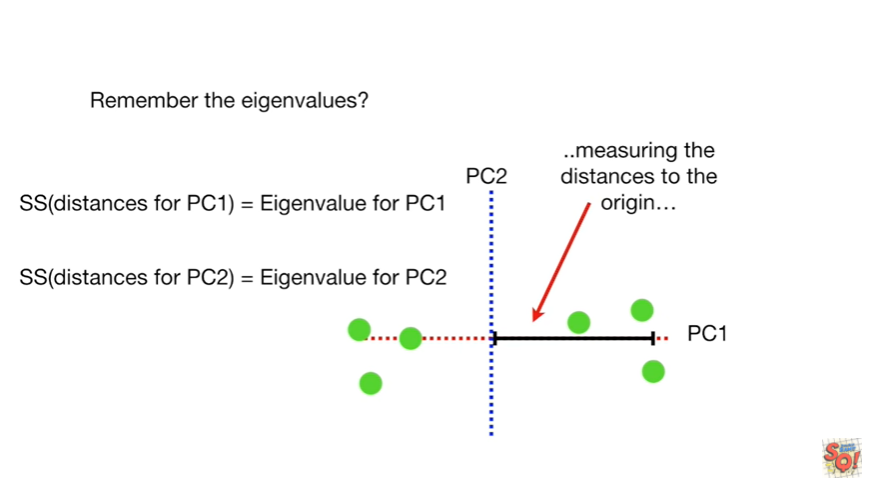 Remember the eigenvalues?
..measuring the
distances to the
origin…
PC2
SS(distances for PC1) = Eigenvalue for PC1
SS(distances for PC2) = Eigenvalue for PC2
PC1
SQ!